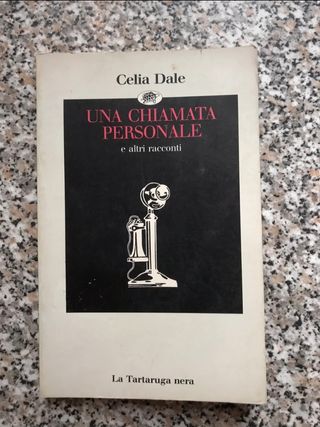 Celia Dale
UNA CHIAMATA
PERSONALE
e altri racconti
La Tartaruga nera